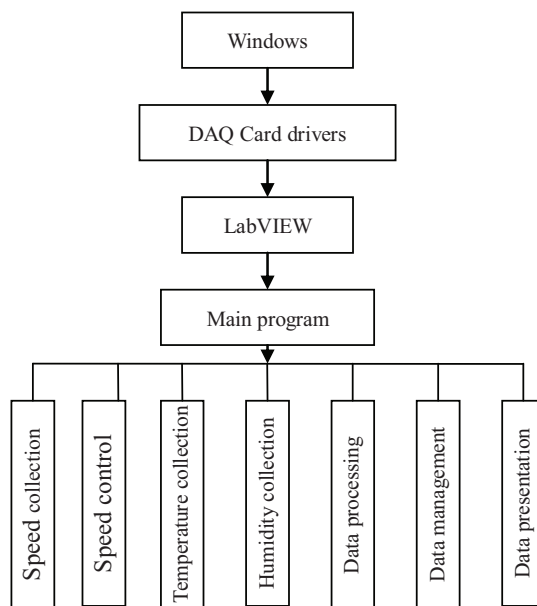 Windows
DAQ Card drivers
LabVIEW
Main program
Speed collection
Speed control
Temperature collection
Humidity collection
Data processing
Data management
Data presentation